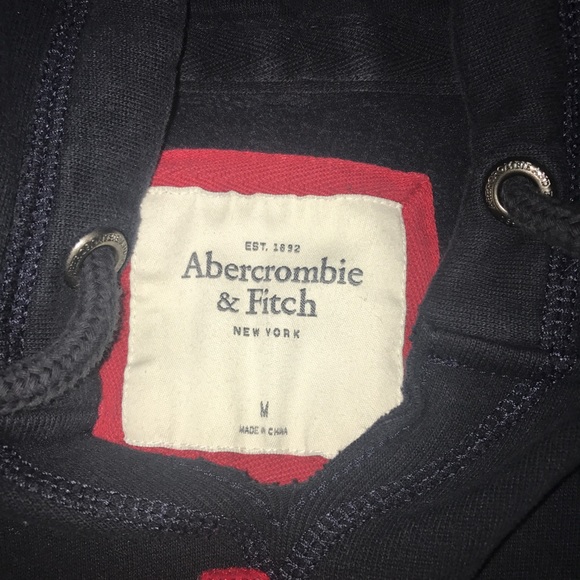 EST. 1892
Abercrombie
& Fitch
NEW YORK
M
MADE IN CHINA